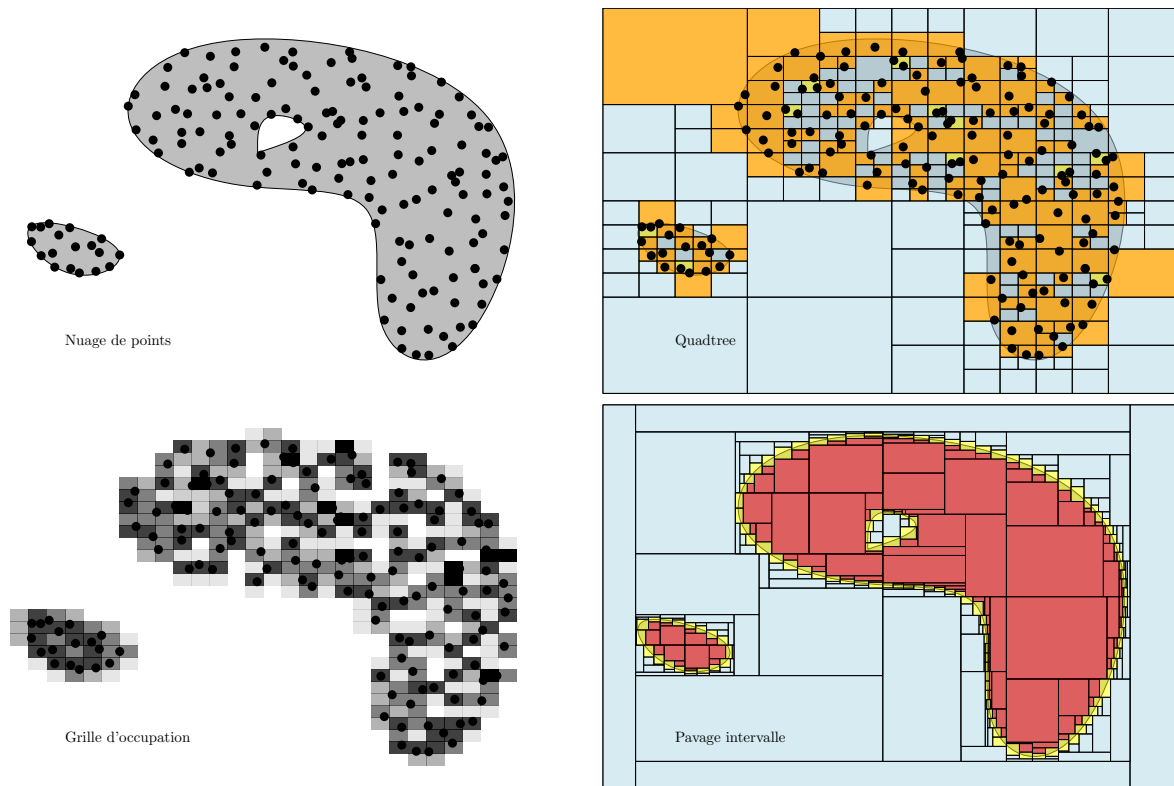 Nuage de points
Quadtree
Grille d'occupation
Pavage intervalle